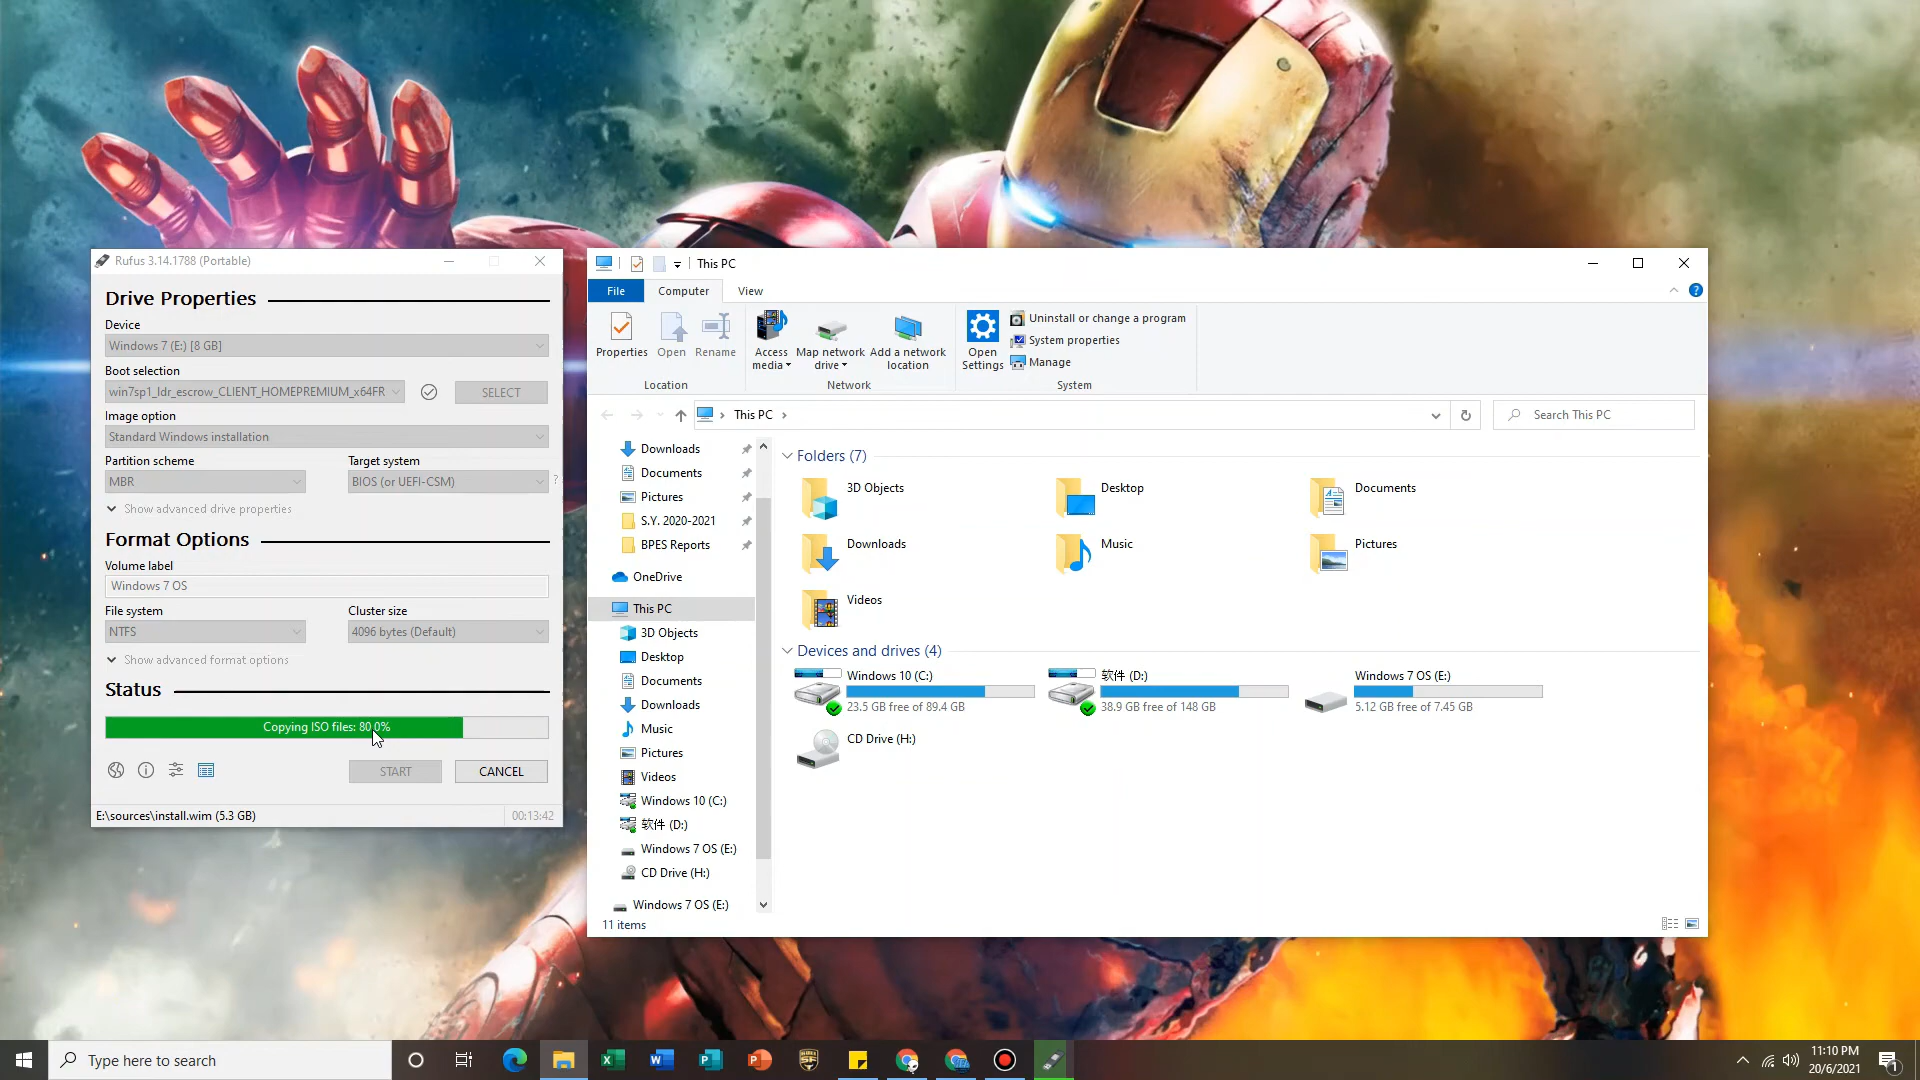 Rufus 3.14.1788 (Portable)
Drive Properties
Device
Windows 7 (E:) [8 GB]
Boot selection
win7sp1_ldr_escrow_CLIENT_HOMEPREMIUM_x64FR
SELECT
Image option
Standard Windows installation
Partition scheme
Target system
MBR
BIOS (or UEFI-CSM)
?
Show advanced drive properties
Format Options
Volume label
Windows 7 OS
File system
Cluster size
NTFS
4096 bytes (Default)
Show advanced format options
Status
Copying ISO files: 80.0%
START
CANCEL
E:\sources\install.wim (5.3 GB)
00:13:42
This PC
File
Computer
View
Properties
Open
Rename
Location
Access media
Map network drive
Add a network location
Network
Open Settings
Uninstall or change a program
System properties
Manage
System
This PC
Search This PC
Downloads
Documents
Pictures
S.Y. 2020-2021
BPES Reports
OneDrive
This PC
3D Objects
Desktop
Documents
Downloads
Music
Pictures
Videos
Windows 10 (C:)
软件 (D:)
Windows 7 OS (E:)
CD Drive (H:)
Windows 7 OS (E:)
11 items
Folders (7)
3D Objects
Desktop
Documents
Downloads
Music
Pictures
Videos
Devices and drives (4)
Windows 10 (C:)
23.5 GB free of 89.4 GB
软件 (D:)
38.9 GB free of 148 GB
Windows 7 OS (E:)
5.12 GB free of 7.45 GB
CD Drive (H:)
Type here to search
11:10 PM
20/6/2021
1